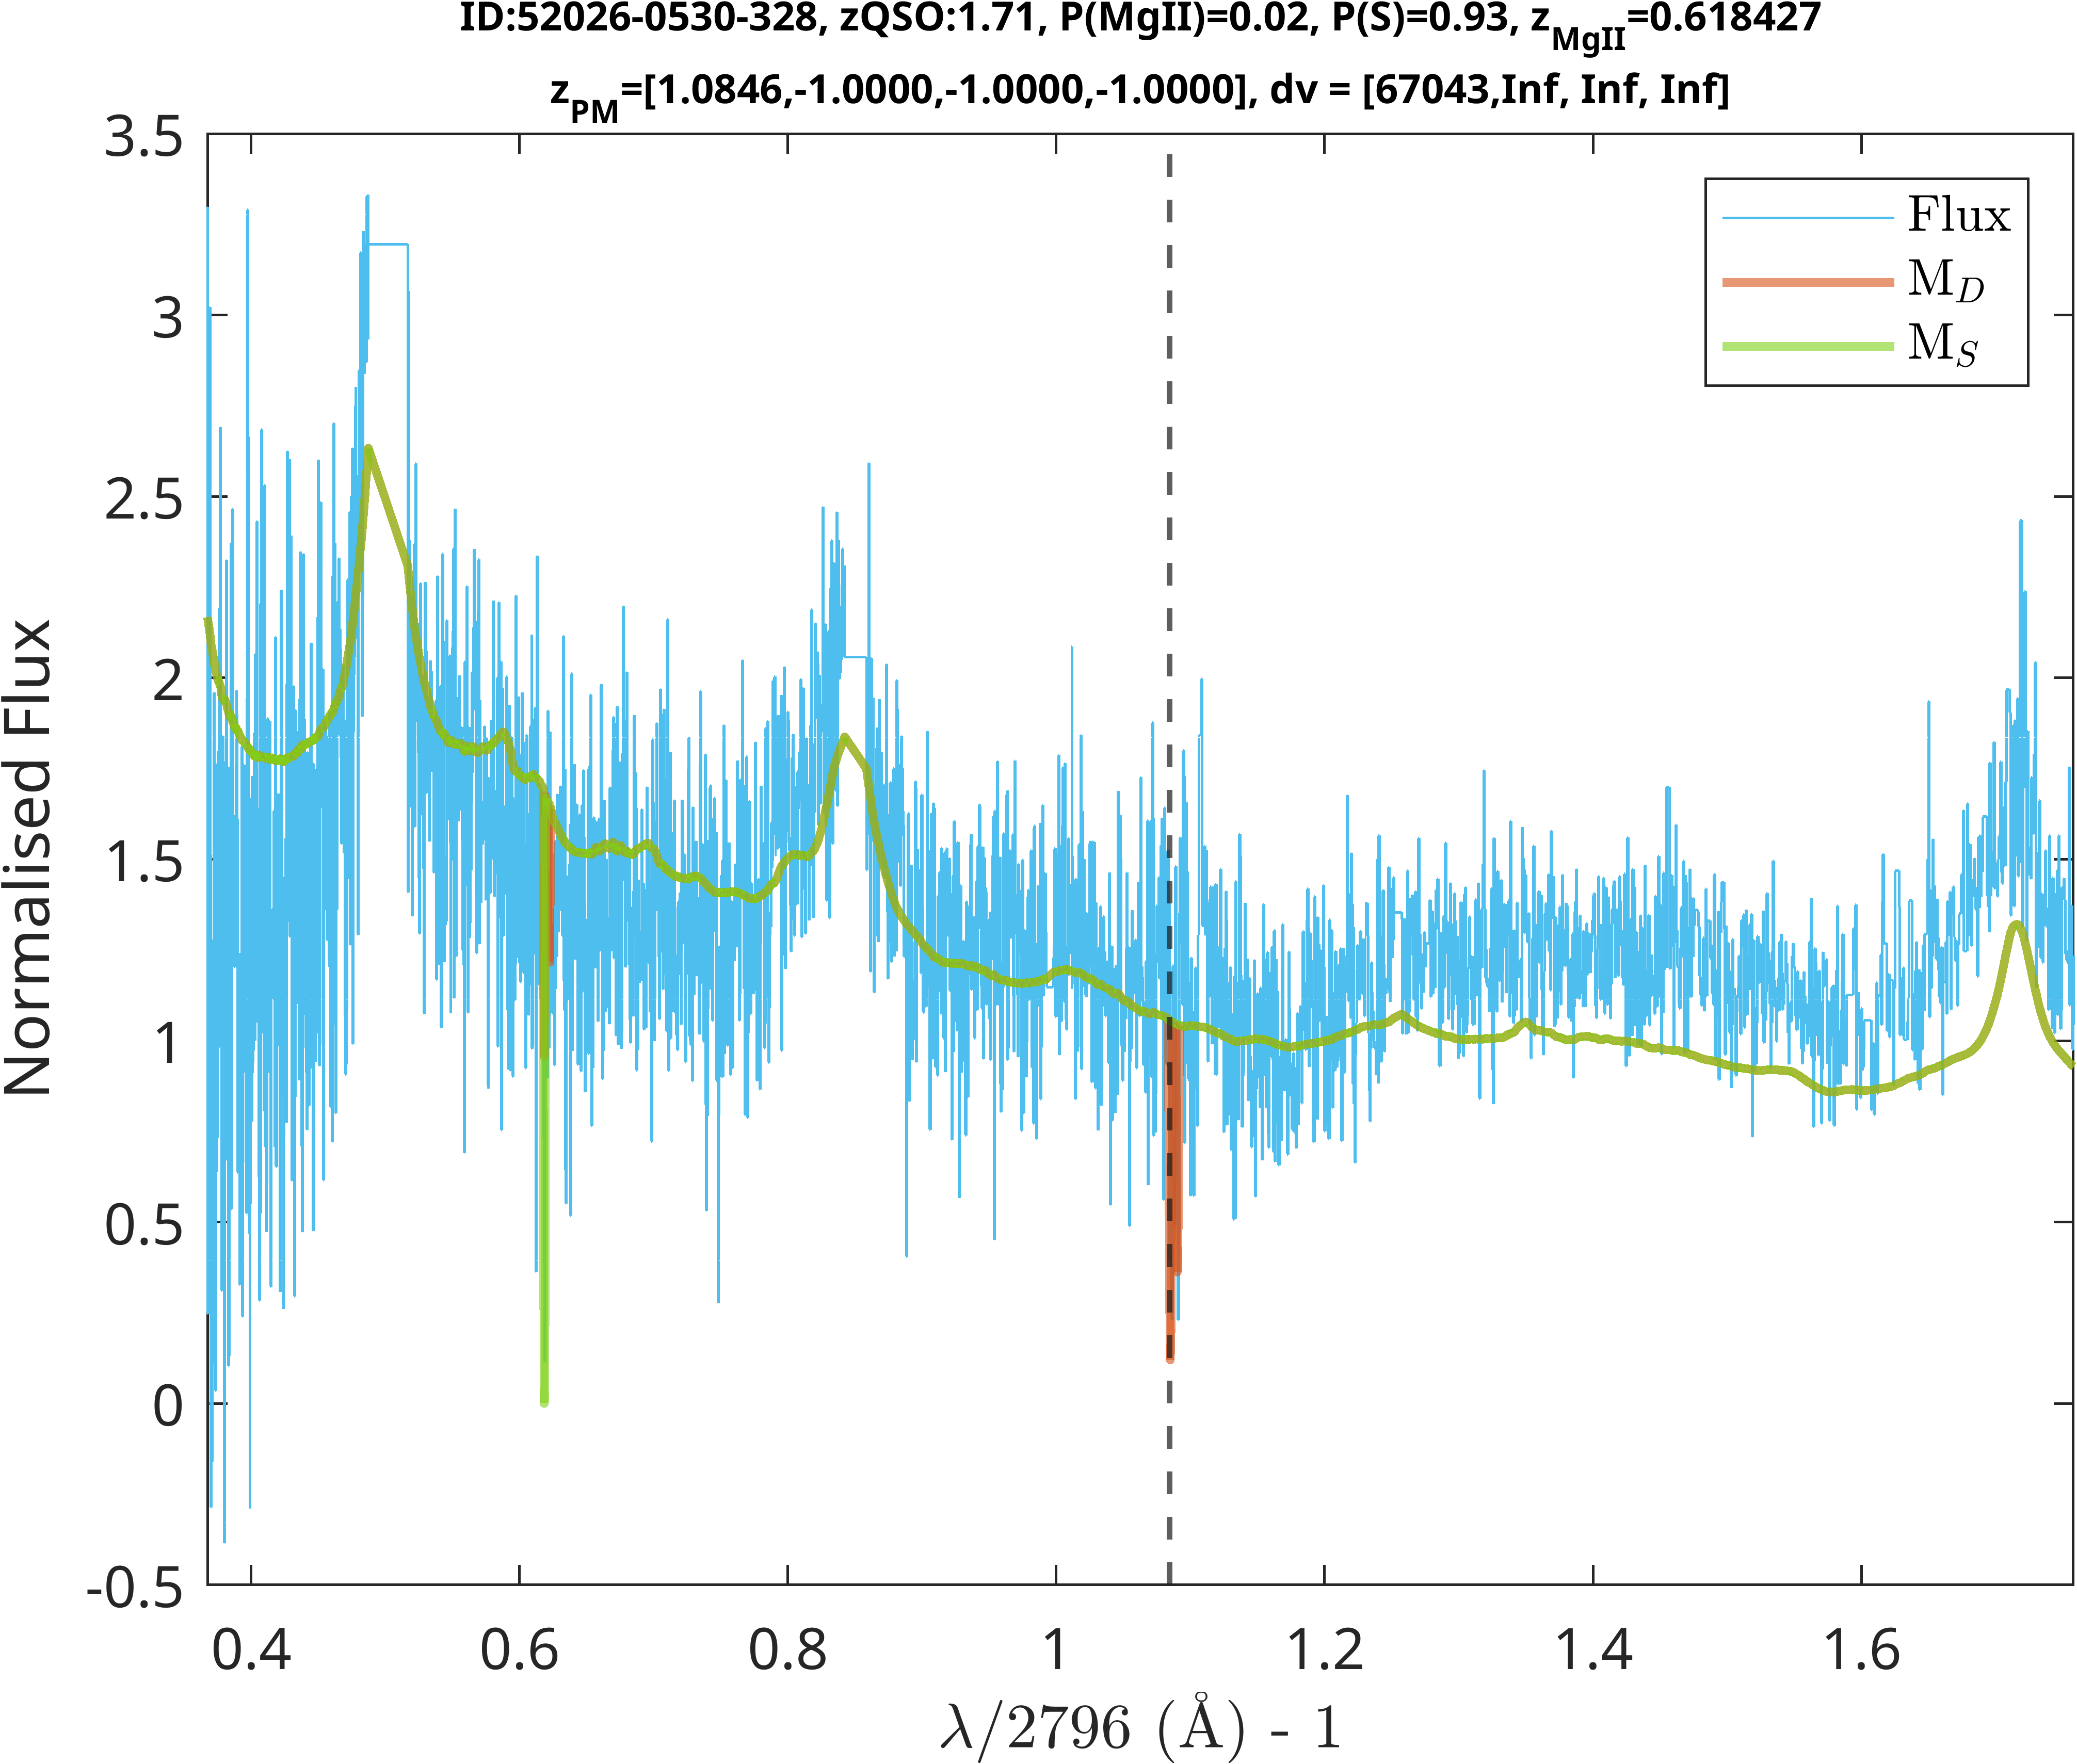 ID:52026-0530-328, zQSO:1.71, P(MgII)=0.02, P(S)=0.93, zMgII=0.618427
zPM=[1.0846,-1.0000,-1.0000,-1.0000], dv = [67043,Inf, Inf, Inf]
3.5
3
2.5
2
1.5
1
0.5
0
-0.5
Normalised Flux
Flux
MD
MS
0.4 0.6 0.8 1 1.2 1.4 1.6
λ/2796 (Å) - 1